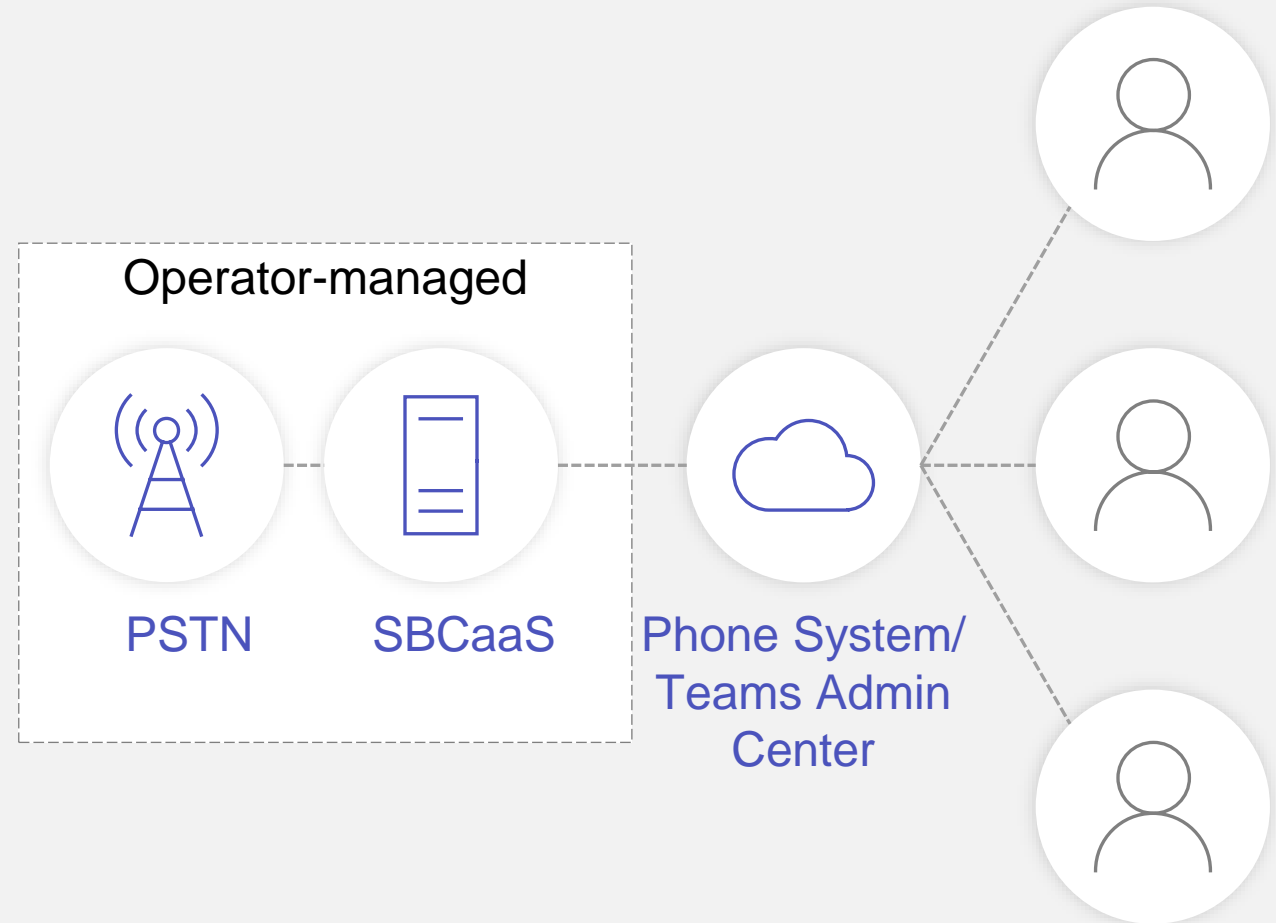 Operator-managed
PSTN
SBCaaS
Phone System/
Teams Admin
Center